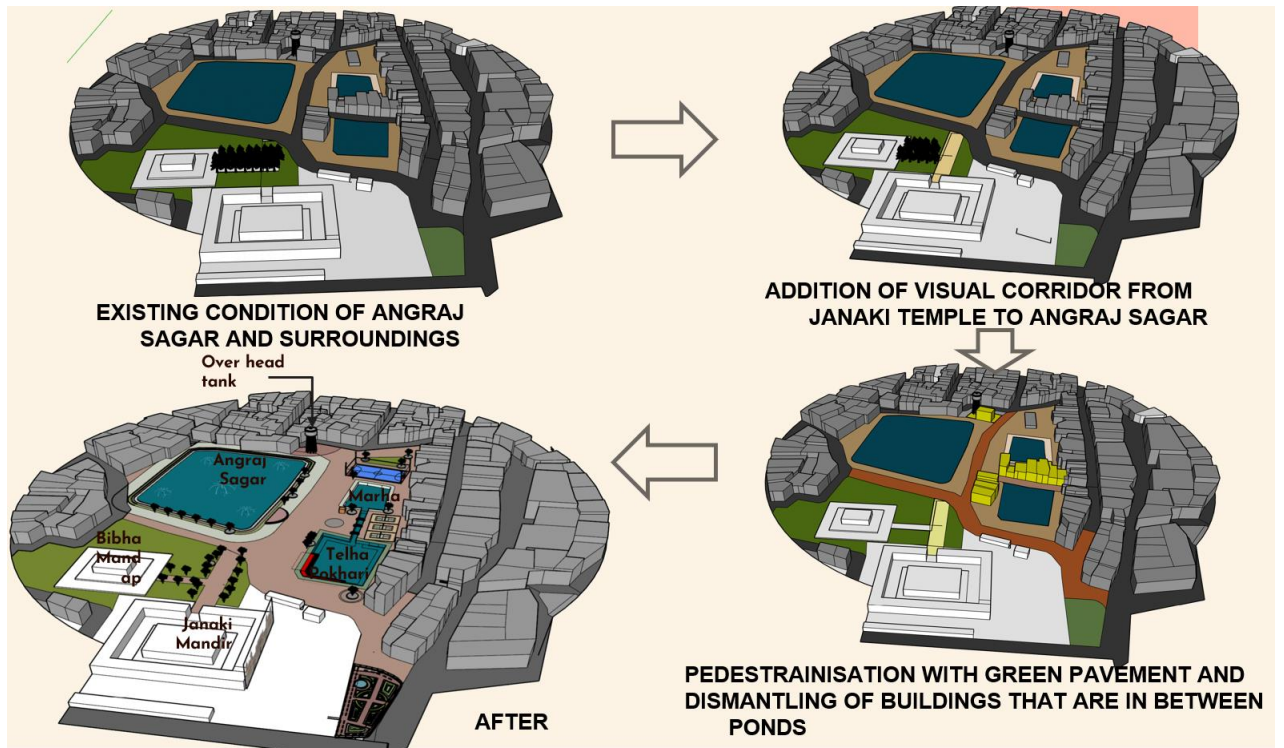 EXISTING CONDITION OF ANGRAJ
SAGAR AND SURROUNDINGS
ADDITION OF VISUAL CORRIDOR FROM
JANAKI TEMPLE TO ANGRAJ SAGAR
Over head
tank
Angraj
Sagar
Marha
Bibha
Mand
ap
Telha
Pokhari
Janaki
Mandir
AFTER
PEDESTRAINISATION WITH GREEN PAVEMENT AND
DISMANTLING OF BUILDINGS THAT ARE IN BETWEEN
PONDS